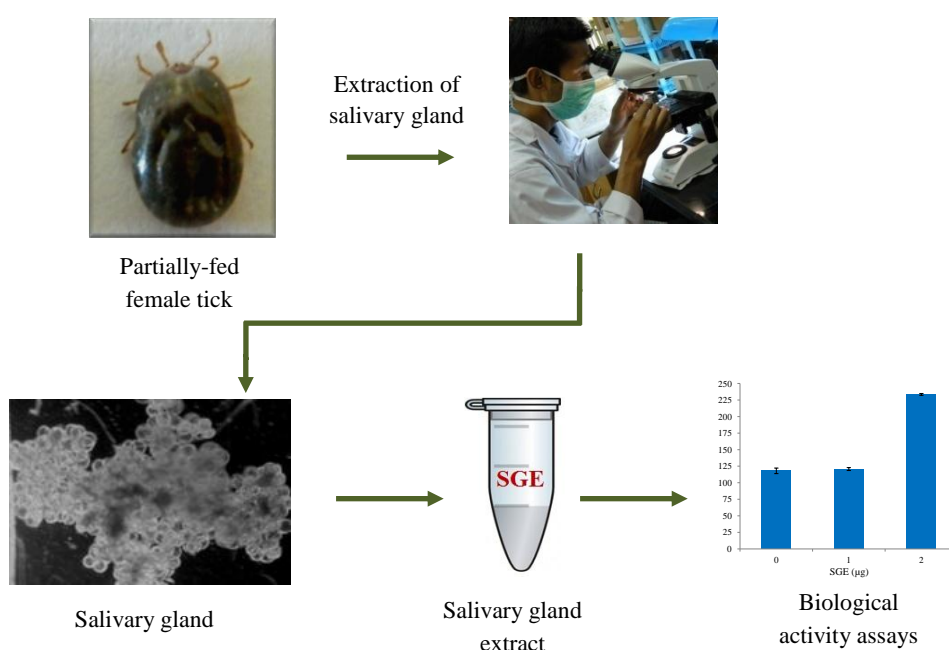 Extraction of
salivary gland
Partially-fed
female tick
Salivary gland
SGE
Salivary gland
extract
250
225
200
175
150
125
100
75
50
25
0
0 1 2
SGE (µg)
Biological
activity assays